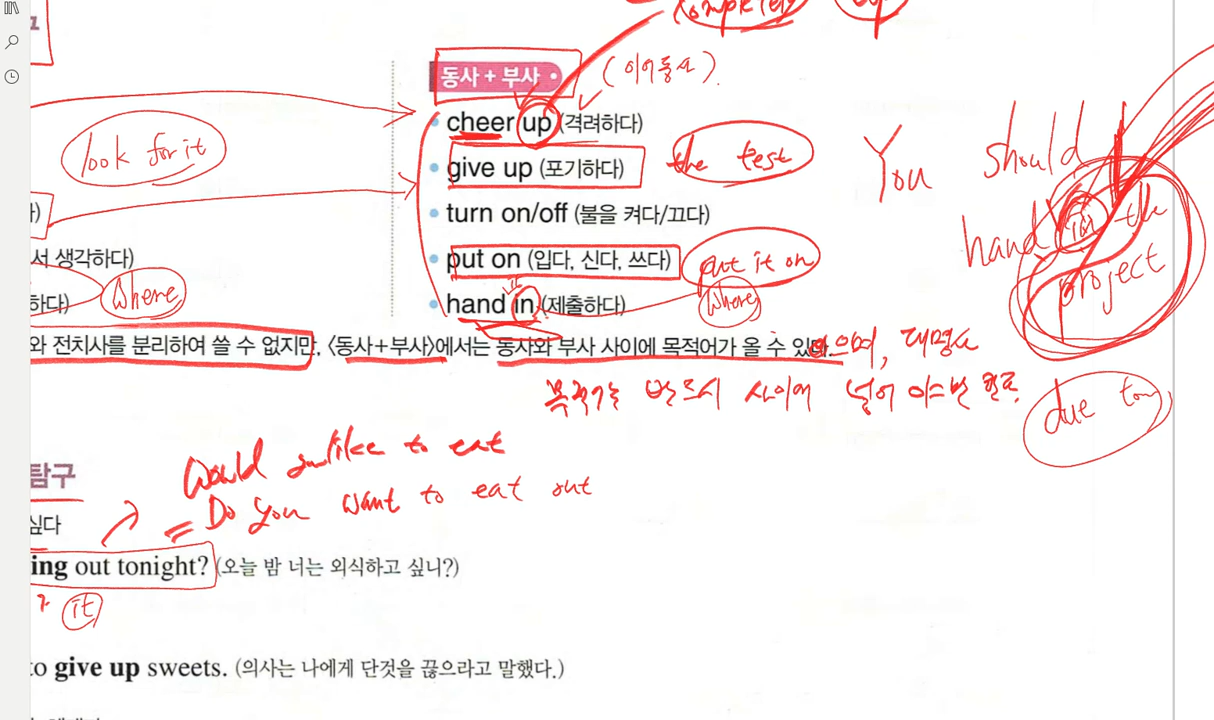 completely up
동사 + 부사
(이어동사).
cheer up (격려하다)
look for it
give up (포기하다)
the test
You should
hand in the
project
turn on/off (불을 켜다/끄다)
서 생각하다)
put on (입다, 신다, 쓰다)
put it on
하다)
where
hand in (제출하다)
where
와 전치사를 분리하여 쓸 수 없지만, 〈동사+부사〉에서는 동사와 부사 사이에 목적어가 올 수 있으며, 대명사
목적어는 반드시 사이에 넣어
due
탐구
Would like to eat
= Do you want to eat out
싶다
ing out tonight? (오늘 밤 너는 외식하고 싶니?)
it
to give up sweets. (의사는 나에게 단것을 끊으라고 말했다.)